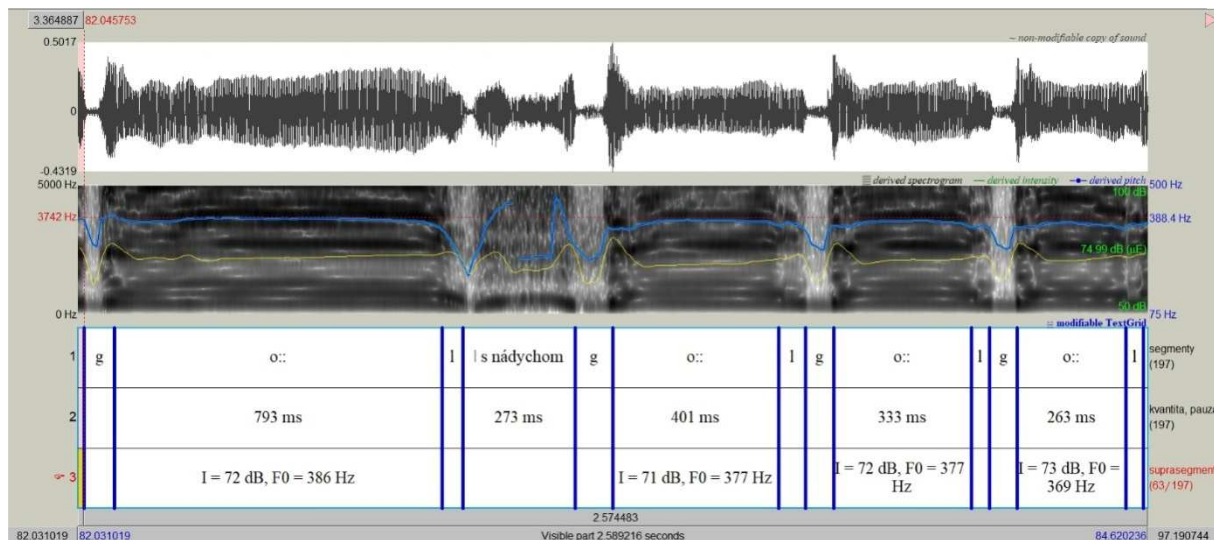 3.364887 82.045753
0.5017
~ non-modifiable copy of sound
0
-0.4319
5000 Hz
derived spectrogram — derived intensity derived pitch
500 Hz
100 dB
3742 Hz
388.4 Hz
74.99 dB (µE)
50 dB
0 Hz
75 Hz
modifiable TextGrid
1 g o:: l l s nádychom g o:: l g o:: l g o:: l segmenty (197)
2 793 ms 273 ms 401 ms 333 ms 263 ms kvantita, pauza (197)
3 I = 72 dB, F0 = 386 Hz I = 71 dB, F0 = 377 Hz I = 72 dB, F0 = 377 Hz I = 73 dB, F0 = 369 Hz suprasegment (63/197)
2.574483
82.031019 82.031019 Visible part 2.589216 seconds 84.620236 97.190744